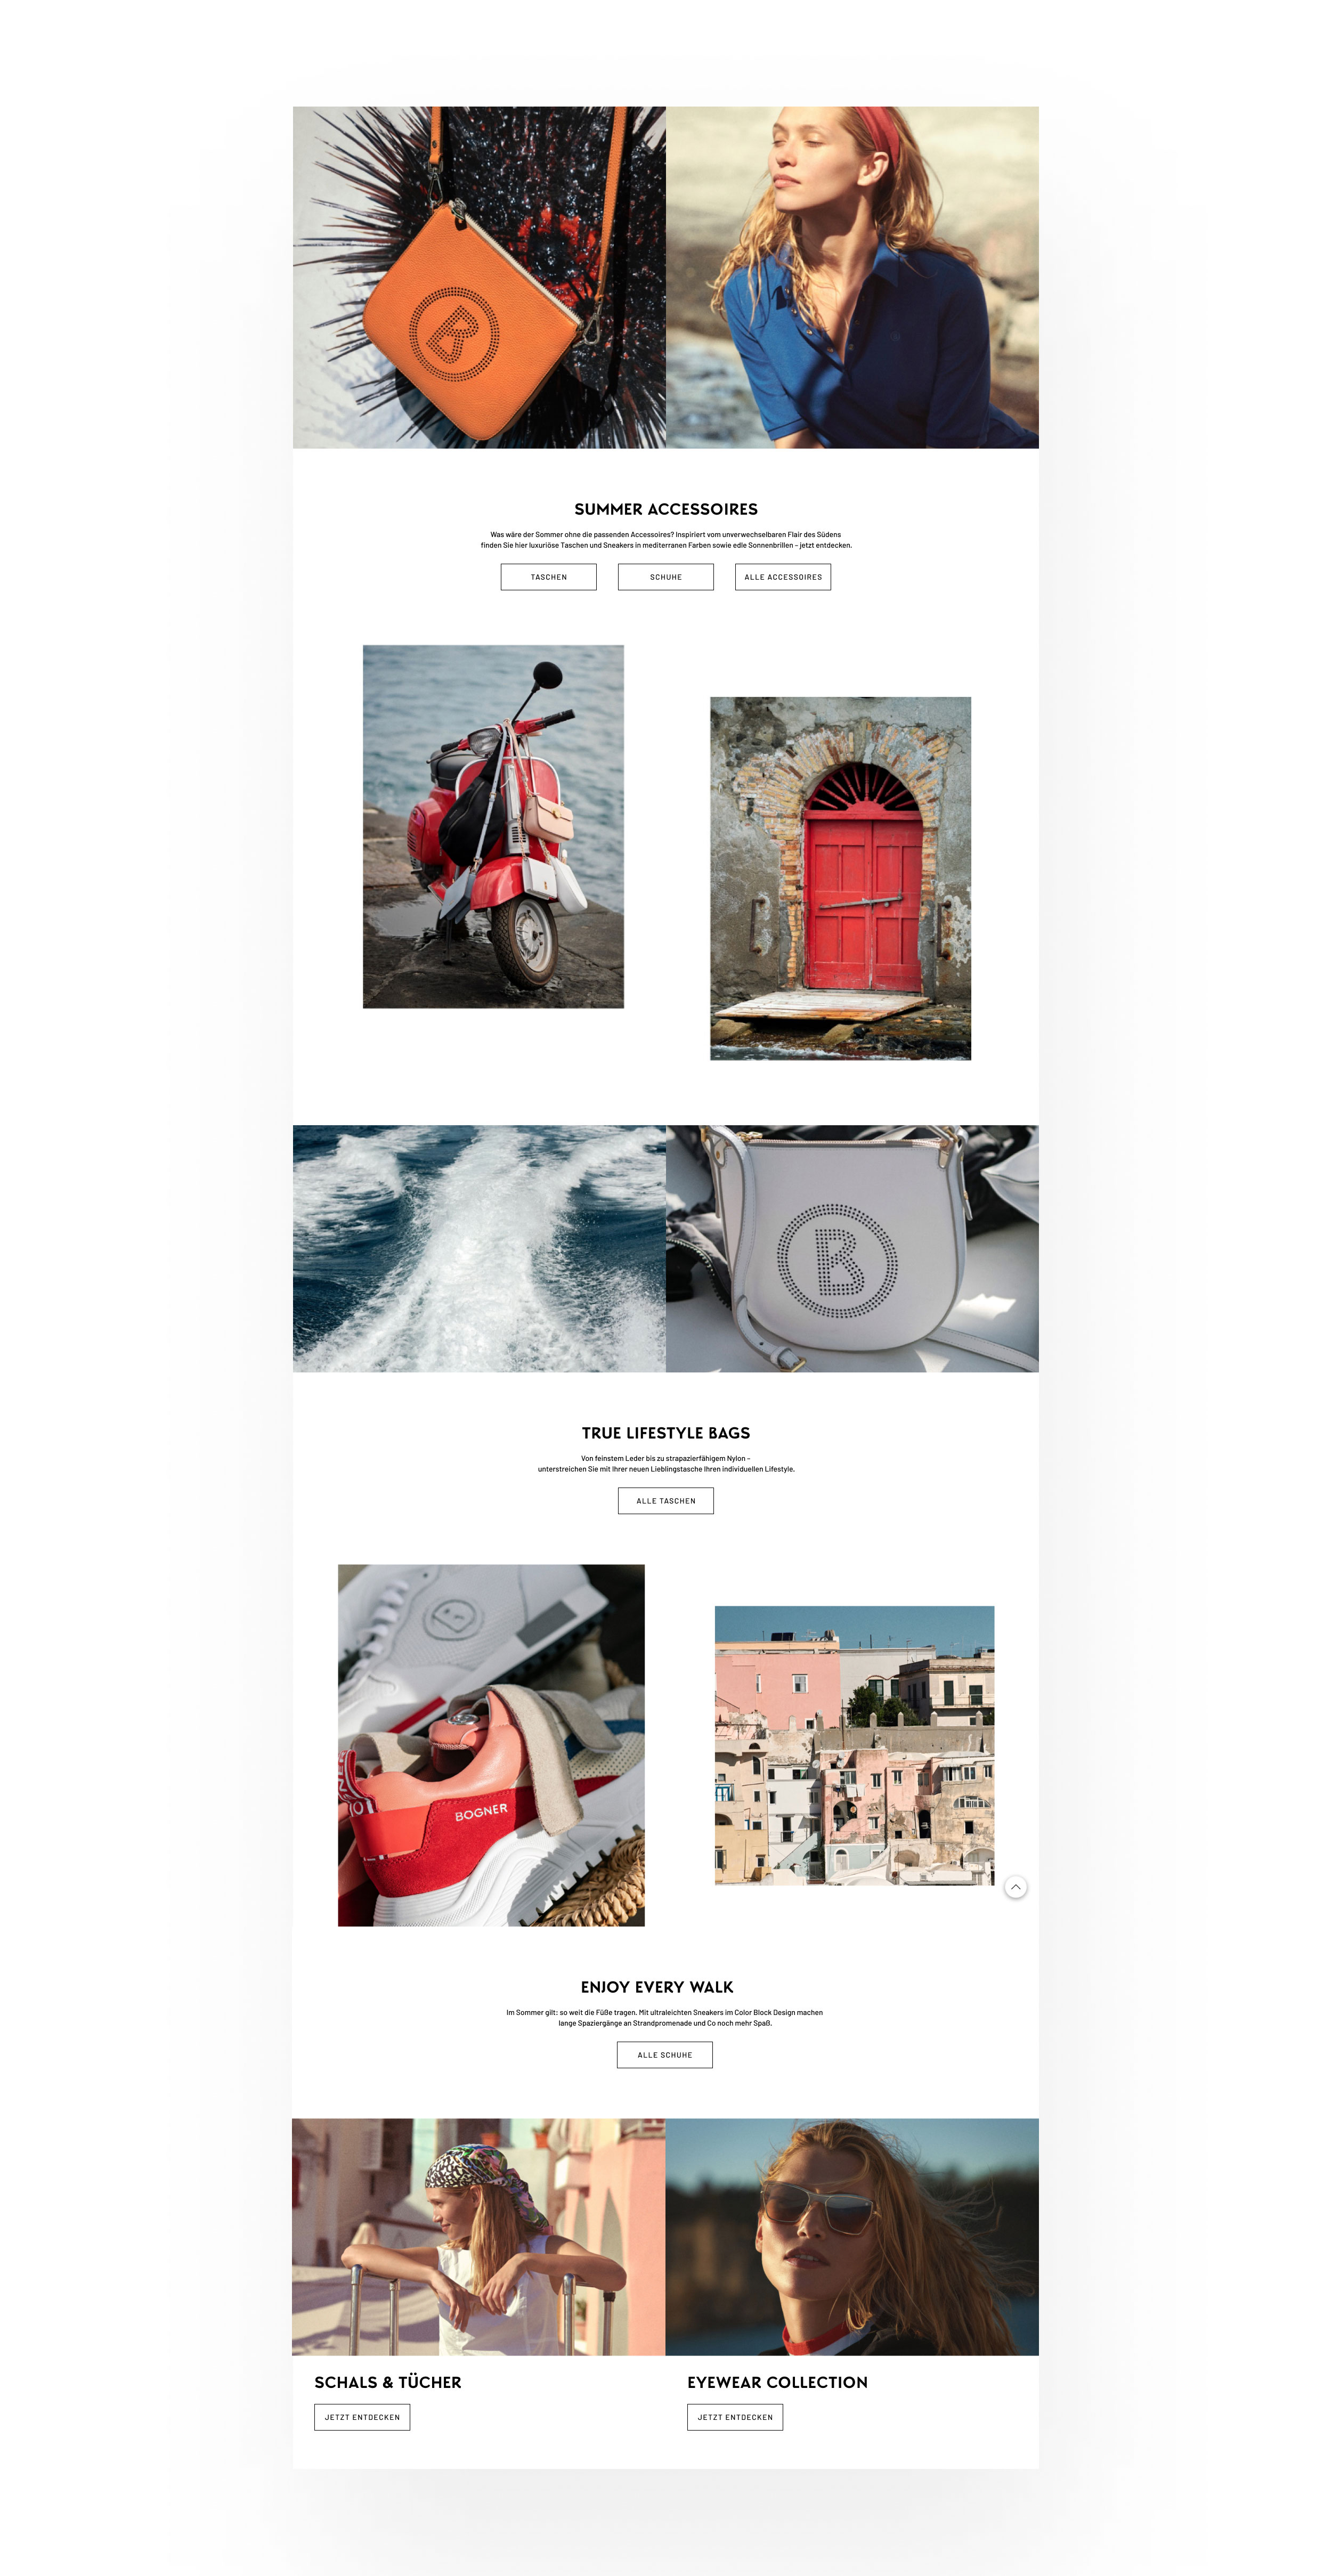 B
SUMMER ACCESSOIRES
Was wäre der Sommer ohne die passenden Accessoires? Inspiriert vom unverwechselbaren Flair des Südens
finden Sie hier luxuriöse Taschen und Sneakers in mediterranen Farben sowie edle Sonnenbrillen – jetzt entdecken.
TASCHEN
SCHUHE
ALLE ACCESSOIRES
B
TRUE LIFESTYLE BAGS
Von feinstem Leder bis zu strapazierfähigem Nylon –
unterstreichen Sie mit Ihrer neuen Lieblingstasche Ihren individuellen Lifestyle.
ALLE TASCHEN
B
BOGNER
ENJOY EVERY WALK
Im Sommer gilt: so weit die Füße tragen. Mit ultraleichten Sneakers im Color Block Design machen
lange Spaziergänge an Strandpromenade und Co noch mehr Spaß.
ALLE SCHUHE
SCHALS & TÜCHER
EYEWEAR COLLECTION
JETZT ENTDECKEN
JETZT ENTDECKEN